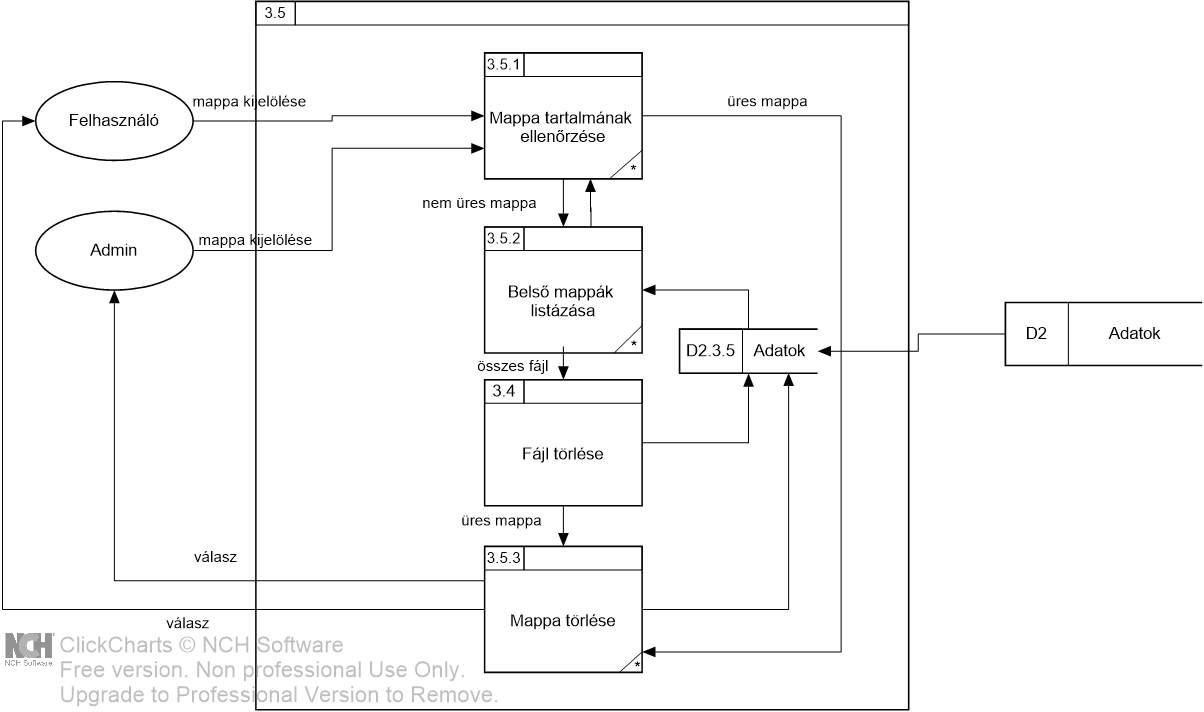 3.5
3.5.1
mappa kijelölése
üres mappa
Felhasználó
Mappa tartalmának
ellenőrzése
*
nem üres mappa
Admin
mappa kijelölése
3.5.2
Belső mappák
listázása
*
D2
Adatok
D2.3.5
Adatok
összes fájl
3.4
Fájl törlése
üres mappa
3.5.3
válasz
Mappa törlése
*
válasz
NCH
NCH Software
ClickCharts © NCH Software
Free version. Non professional Use Only.
Upgrade to Professional Version to Remove.